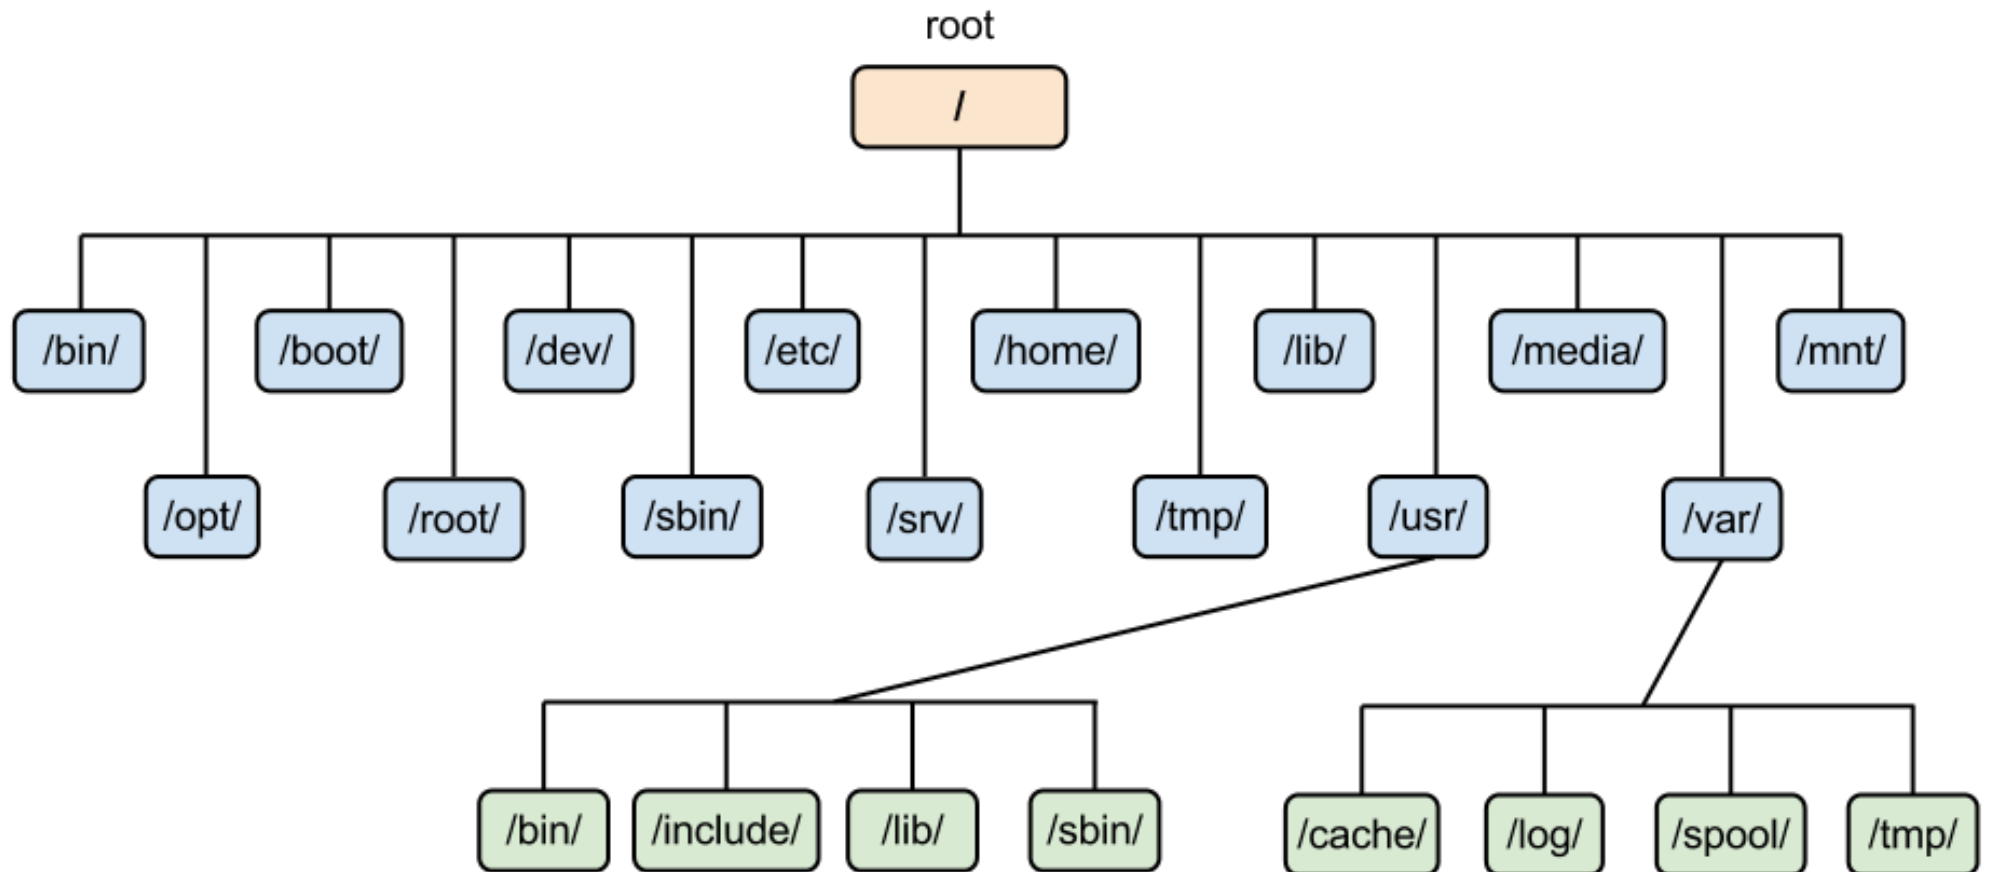 root
/
/bin/
/boot/
/dev/
/etc/
/home/
/lib/
/media/
/mnt/
/opt/
/root/
/sbin/
/srv/
/tmp/
/usr/
/var/
/bin/
/include/
/lib/
/sbin/
/cache/
/log/
/spool/
/tmp/